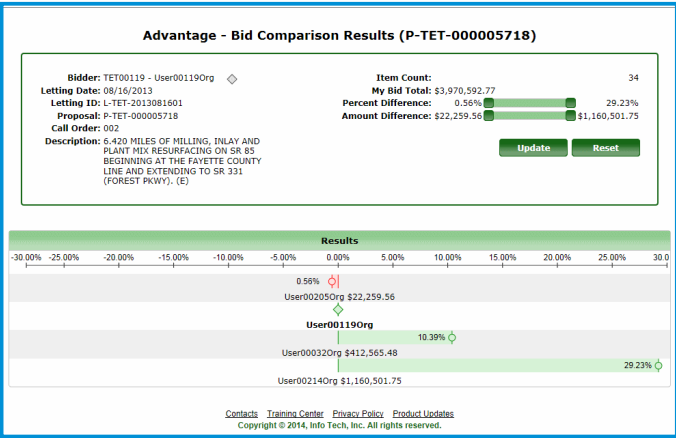 Advantage - Bid Comparison Results (P-TET-000005718)
Bidder: TET00119 - User00119Org
Letting Date: 08/16/2013
Letting ID: L-TET-2013081601
Proposal: P-TET-000005718
Call Order: 002
Description: 6.420 MILES OF MILLING, INLAY AND
PLANT MIX RESURFACING ON SR 85
BEGINNING AT THE FAYETTE COUNTY
LINE AND EXTENDING TO SR 331
(FOREST PKWY). (E)
Item Count: 34
My Bid Total: $3,970,592.77
Percent Difference: 0.56% 29.23%
Amount Difference: $22,259.56 $1,160,501.75
Update Reset
Results
-30.00% -25.00% -20.00% -15.00% -10.00% -5.00% 0.00% 5.00% 10.00% 15.00% 20.00% 25.00% 30.0
0.56%
User00205Org $22,259.56
User00119Org
10.39%
User00032Org $412,565.48
29.23%
User00214Org $1,160,501.75
Contacts Training Center Privacy Policy Product Updates
Copyright © 2014, Info Tech, Inc. All rights reserved.